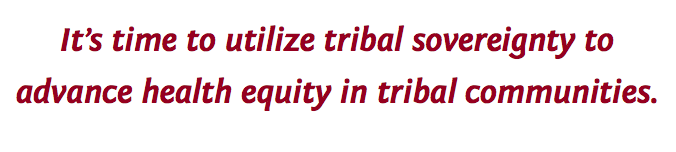 It’s time to utilize tribal sovereignty to
advance health equity in tribal communities.